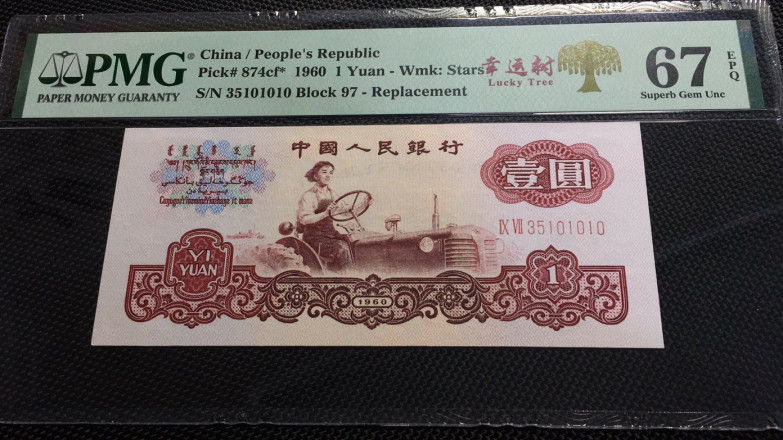 PMG®
PAPER MONEY GUARANTY
China / People's Republic
Pick# 874cf* 1960 1 Yuan - Wmk: Stars
S/N 35101010 Block 97 - Replacement
幸运树
Lucky Tree
67
EPQ
Superb Gem Unc
中國人民銀行
壹圓
IX VII 35101010
YI
YUAN
1960
1